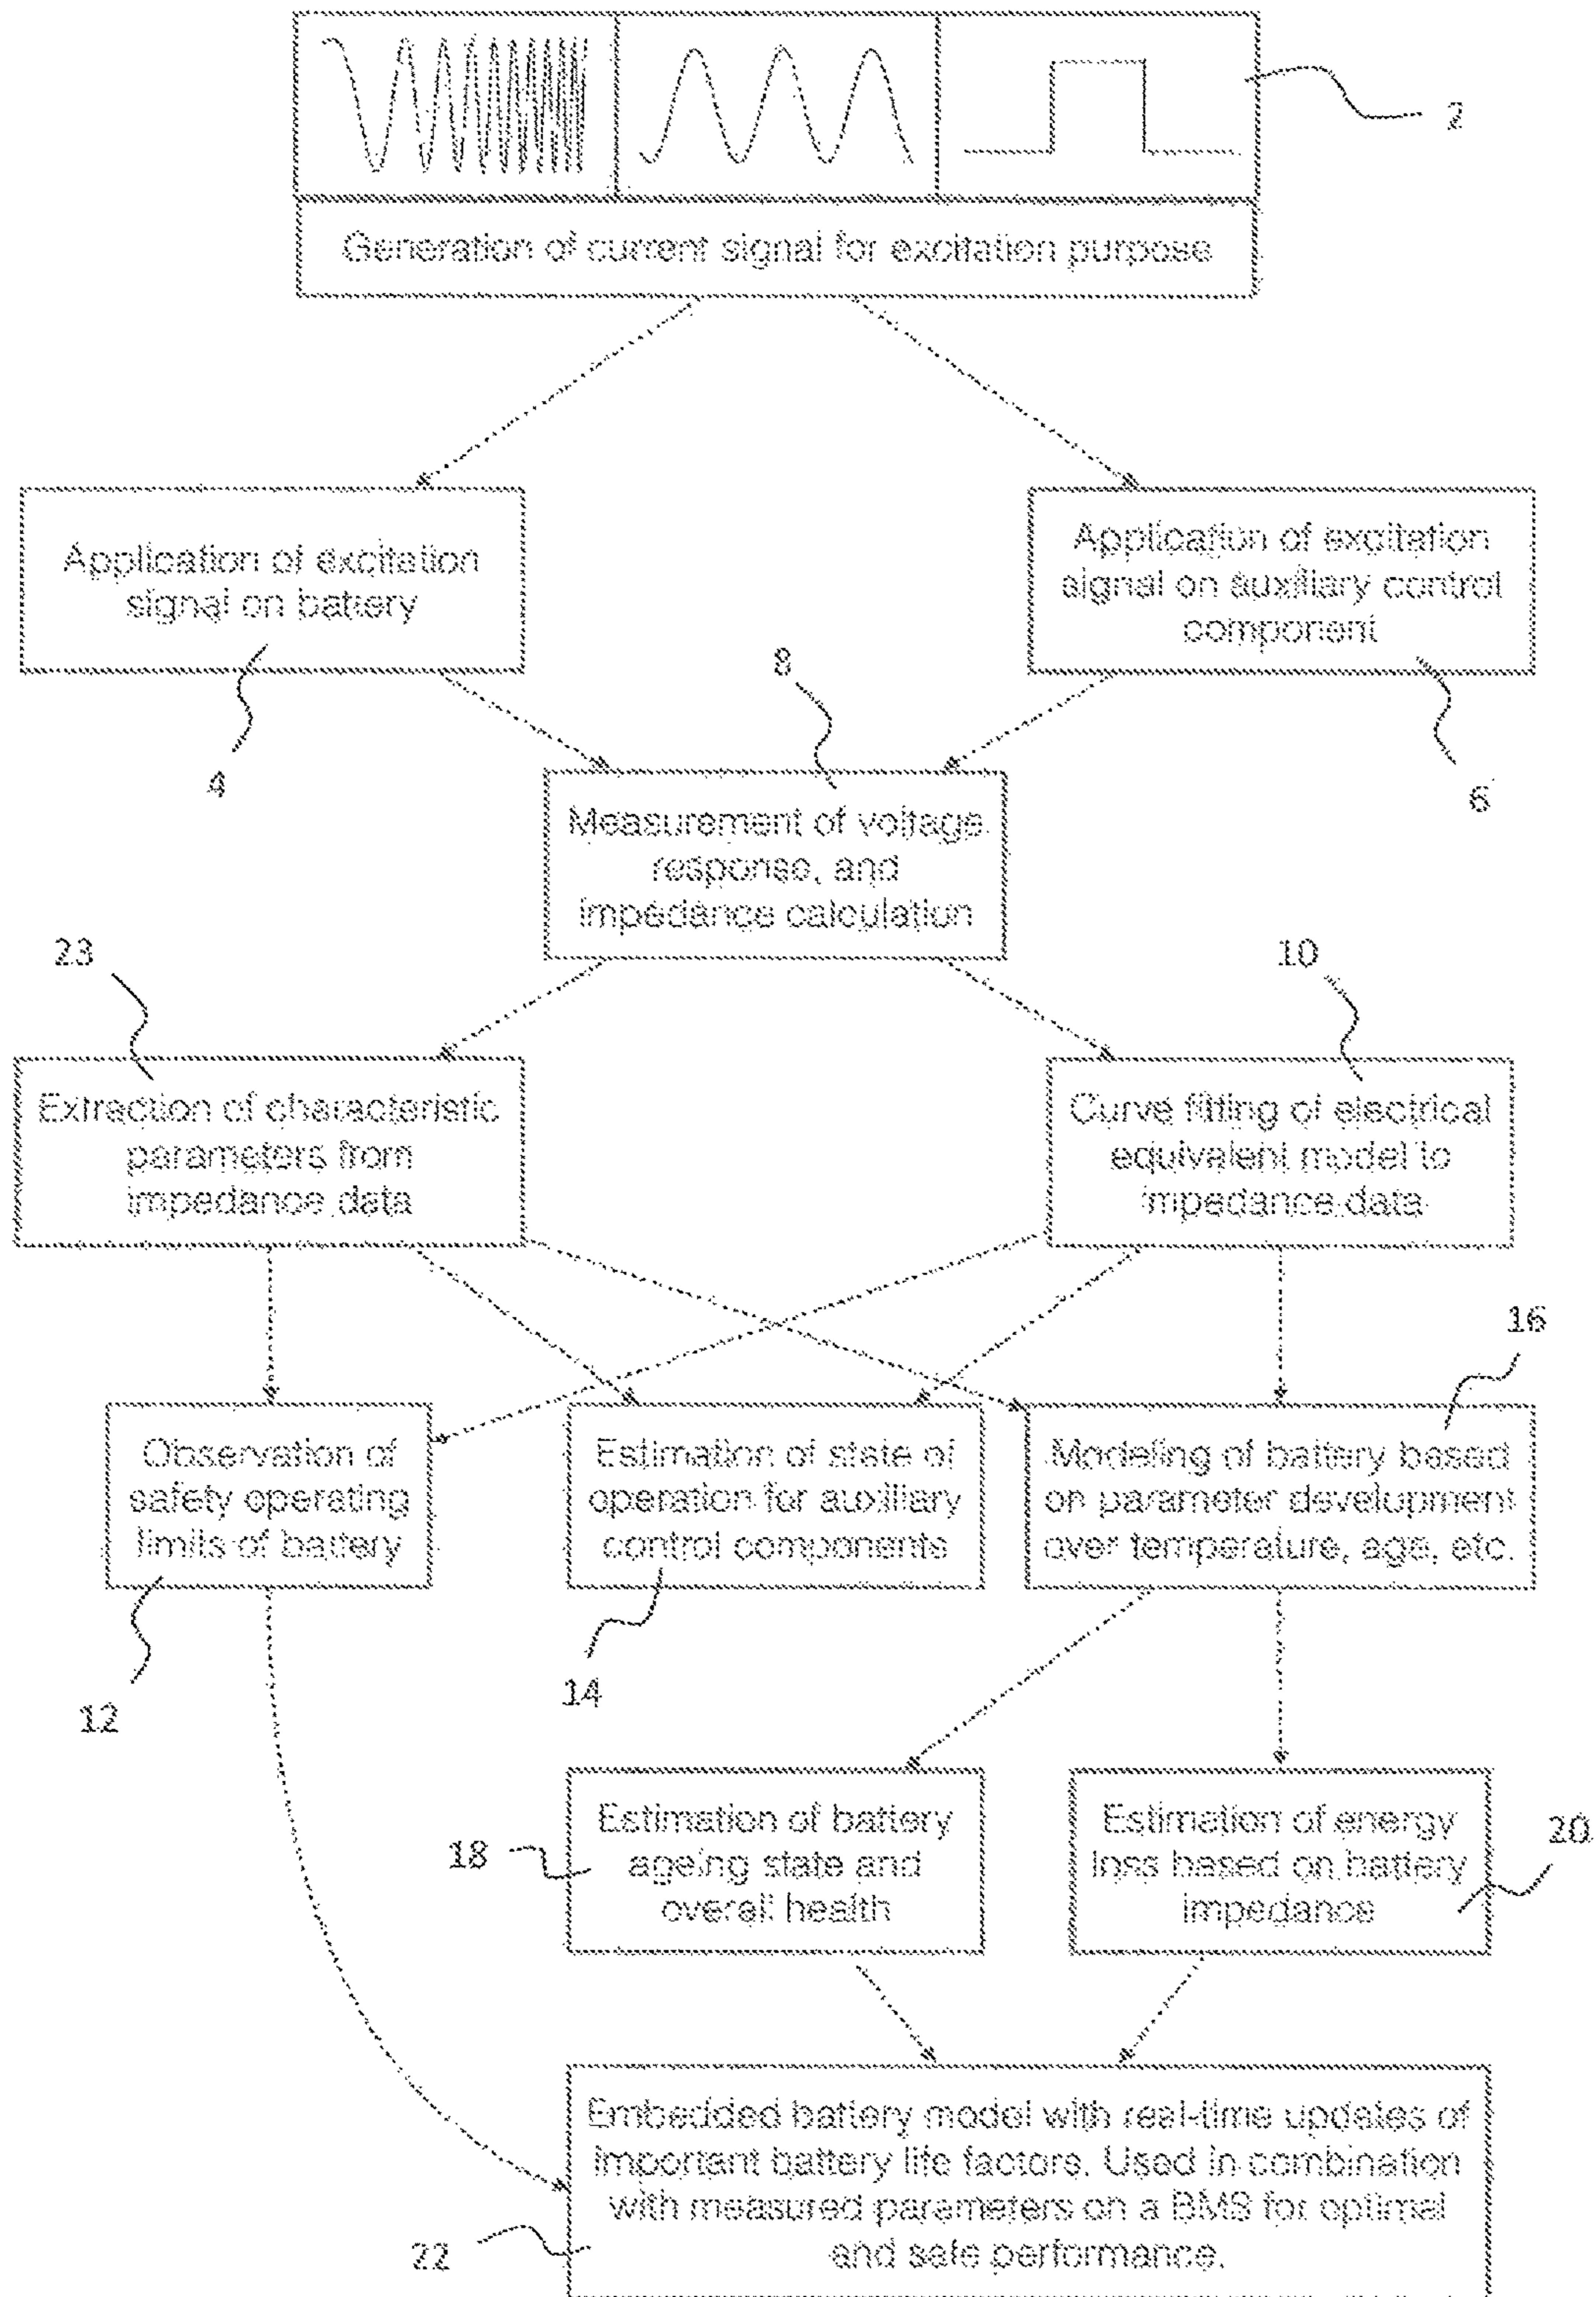 2
Generation of current signal for excitation purpose
Application of excitation
signal on battery
4
Application of excitation
signal on auxiliary control
component
6
8
Measurement of voltage
response, and
impedance calculation
23
Extraction of characteristic
parameters from
impedance data
10
Curve fitting of electrical
equivalent model to
impedance data
Observation of
safety operating
limits of battery
12
Estimation of state of
operation for auxiliary
control components
14
16
Modeling of battery based
on parameter development
over temperature, age, etc.
18
Estimation of battery
ageing state and
overall health
Estimation of energy
loss based on battery
impedance
20
Embedded battery model with real-time updates of
important battery life factors. Used in combination
with measured parameters on a BMS for optimal
and safe performance.
22